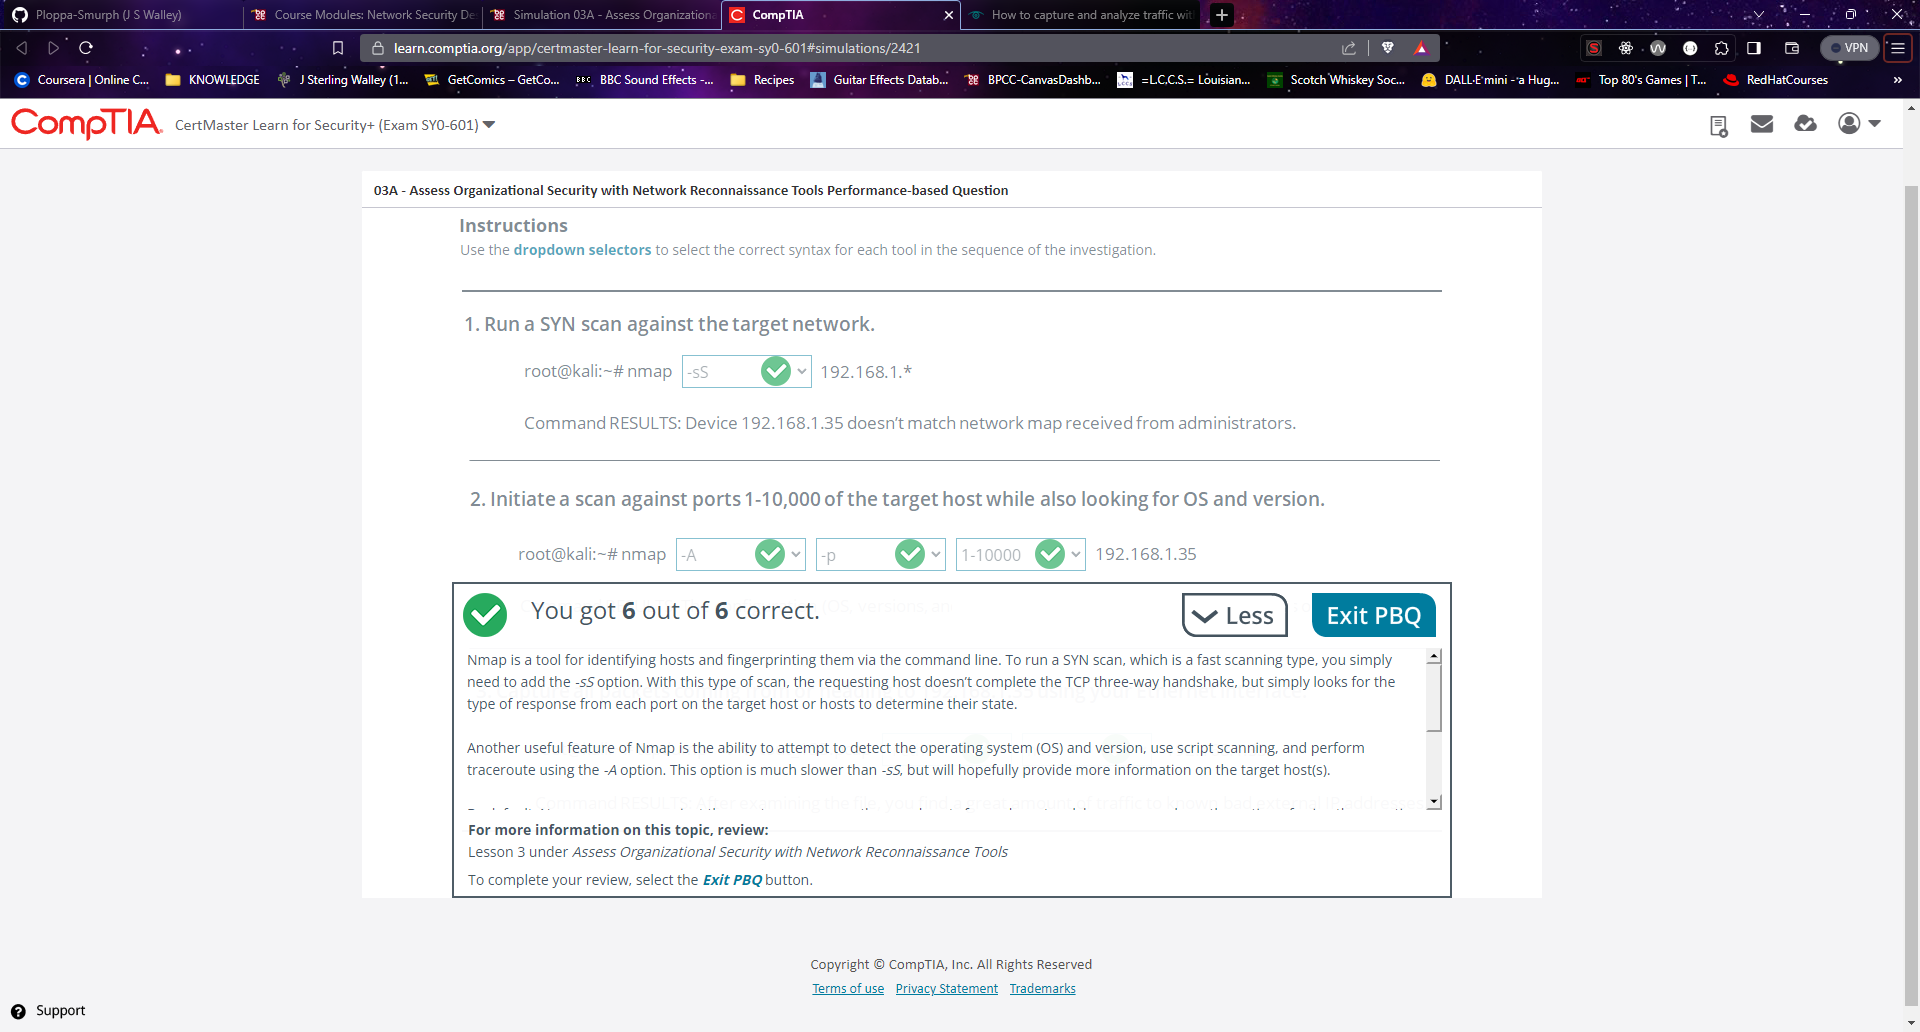 Ploppa-Smurph (J S Walley)
Course Modules: Network Security De
Simulation 03A - Assess Organizationa
CompTIA
How to capture and analyze traffic wit
learn.comptia.org/app/certmaster-learn-for-security-exam-sy0-601#simulations/2421
VPN
Coursera | Online C...
KNOWLEDGE
J Sterling Walley (1...
GetComics – GetCo...
BBC Sound Effects -...
Recipes
Guitar Effects Datab...
BPCC-CanvasDashb...
=L.C,C.S.= Louisian...
Scotch Whiskey Soc...
DALL·E mini - a Hug...
Top 80's Games | T...
RedHatCourses
»
CompTIA.
CertMaster Learn for Security+ (Exam SY0-601)
03A - Assess Organizational Security with Network Reconnaissance Tools Performance-based Question
Instructions
Use the dropdown selectors to select the correct syntax for each tool in the sequence of the investigation.
1. Run a SYN scan against the target network.
root@kali:~# nmap -sS 192.168.1.*
Command RESULTS: Device 192.168.1.35 doesn't match network map received from administrators.
2. Initiate a scan against ports 1-10,000 of the target host while also looking for OS and version.
root@kali:~# nmap -A -p 1-10000 192.168.1.35
You got 6 out of 6 correct.
Less
Exit PBQ
Nmap is a tool for identifying hosts and fingerprinting them via the command line. To run a SYN scan, which is a fast scanning type, you simply
need to add the -sS option. With this type of scan, the requesting host doesn't complete the TCP three-way handshake, but simply looks for the
type of response from each port on the target host or hosts to determine their state.
Another useful feature of Nmap is the ability to attempt to detect the operating system (OS) and version, use script scanning, and perform
traceroute using the -A option. This option is much slower than -sS, but will hopefully provide more information on the target host(s).
For more information on this topic, review:
Lesson 3 under Assess Organizational Security with Network Reconnaissance Tools
To complete your review, select the Exit PBQ button.
Copyright © CompTIA, Inc. All Rights Reserved
Terms of use Privacy Statement Trademarks
Support